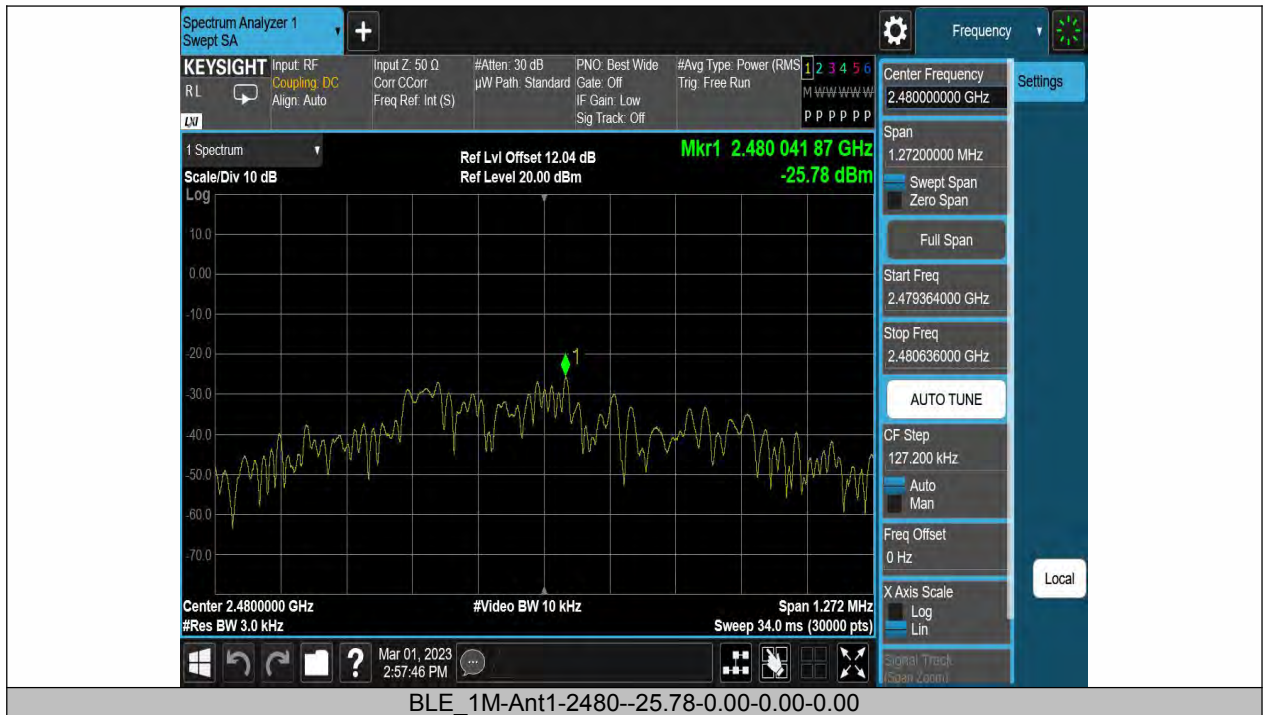 Spectrum Analyzer 1
Swept SA
+
Frequency
KEYSIGHT
RL
LXI
Input: RF
Coupling: DC
Align: Auto
Input Z: 50 Ω
Corr CCorr
Freq Ref: Int (S)
#Atten: 30 dB
µW Path: Standard
PNO: Best Wide
Gate: Off
IF Gain: Low
Sig Track: Off
#Avg Type: Power (RMS
Trig: Free Run
1 2 3 4 5 6
M W W W W W
P P P P P P
1 Spectrum
Scale/Div 10 dB
Log
Ref Lvl Offset 12.04 dB
Ref Level 20.00 dBm
Mkr1 2.480 041 87 GHz
-25.78 dBm
10.0
0.00
-10.0
-20.0
-30.0
-40.0
-50.0
-60.0
-70.0
1
Center 2.4800000 GHz
#Res BW 3.0 kHz
#Video BW 10 kHz
Span 1.272 MHz
Sweep 34.0 ms (30000 pts)
Center Frequency
2.480000000 GHz
Settings
Span
1.27200000 MHz
Swept Span
Zero Span
Full Span
Start Freq
2.479364000 GHz
Stop Freq
2.480636000 GHz
AUTO TUNE
CF Step
127.200 kHz
Auto
Man
Freq Offset
0 Hz
Local
X Axis Scale
Log
Lin
Signal Track
(Span Zoom)
?
Mar 01, 2023
2:57:46 PM
BLE_1M-Ant1-2480--25.78-0.00-0.00-0.00